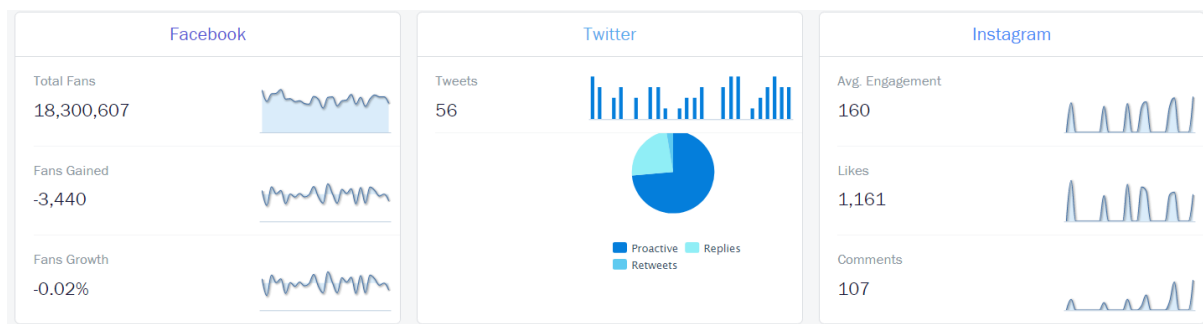 Facebook
Total Fans
18,300,607
Fans Gained
-3,440
Fans Growth
-0.02%
Twitter
Tweets
56
Proactive Replies
Retweets
Instagram
Avg. Engagement
160
Likes
1,161
Comments
107